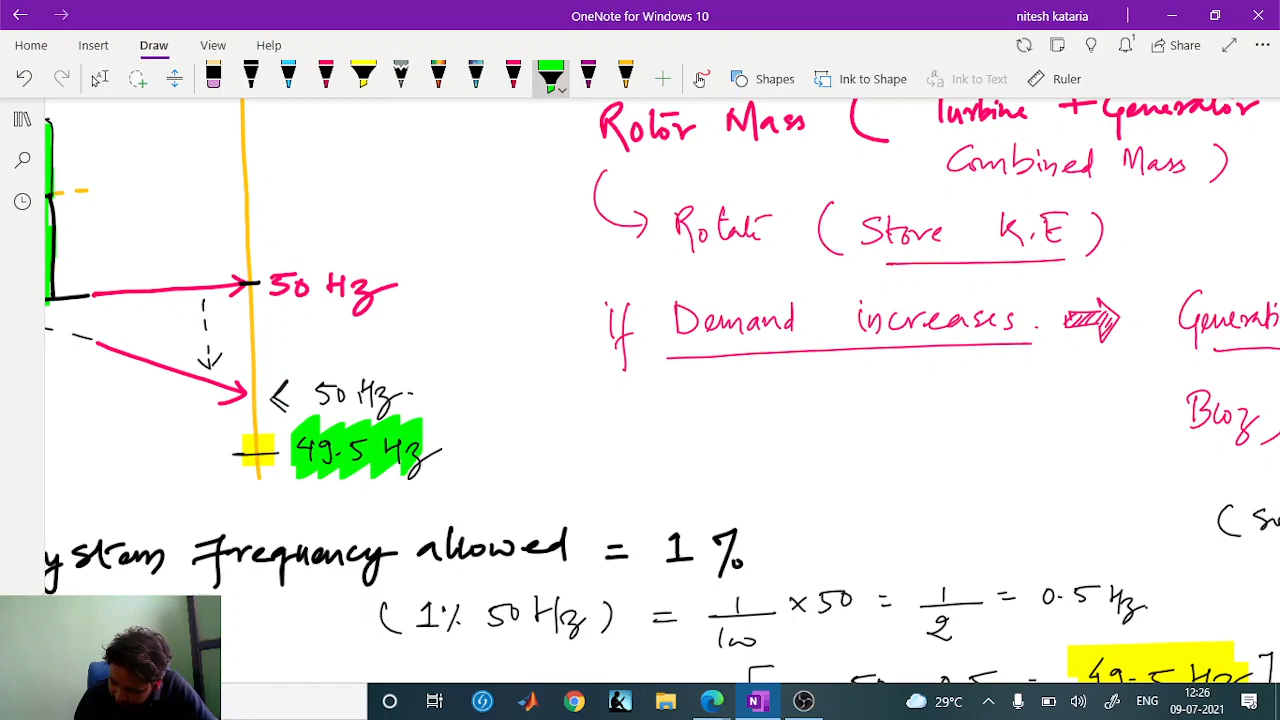 OneNote for Windows 10
nitesh kataria
Home Insert Draw View Help
Share
Shapes
Ink to Shape
Ink to Text
Ruler
Rotor Mass ( Turbine + Generator
Combined Mass )
Rotate ( Store K.E )
50 Hz
if Demand increases. ⇒ Generati
< 50 Hz.
49.5 Hz
ystem frequency allowed = 1 %
( 1% 50 Hz ) = 1/100 × 50 = 1/2 = 0.5 Hz.
49.5 Hz ]
29°C
ENG
12:26
09-07-2021